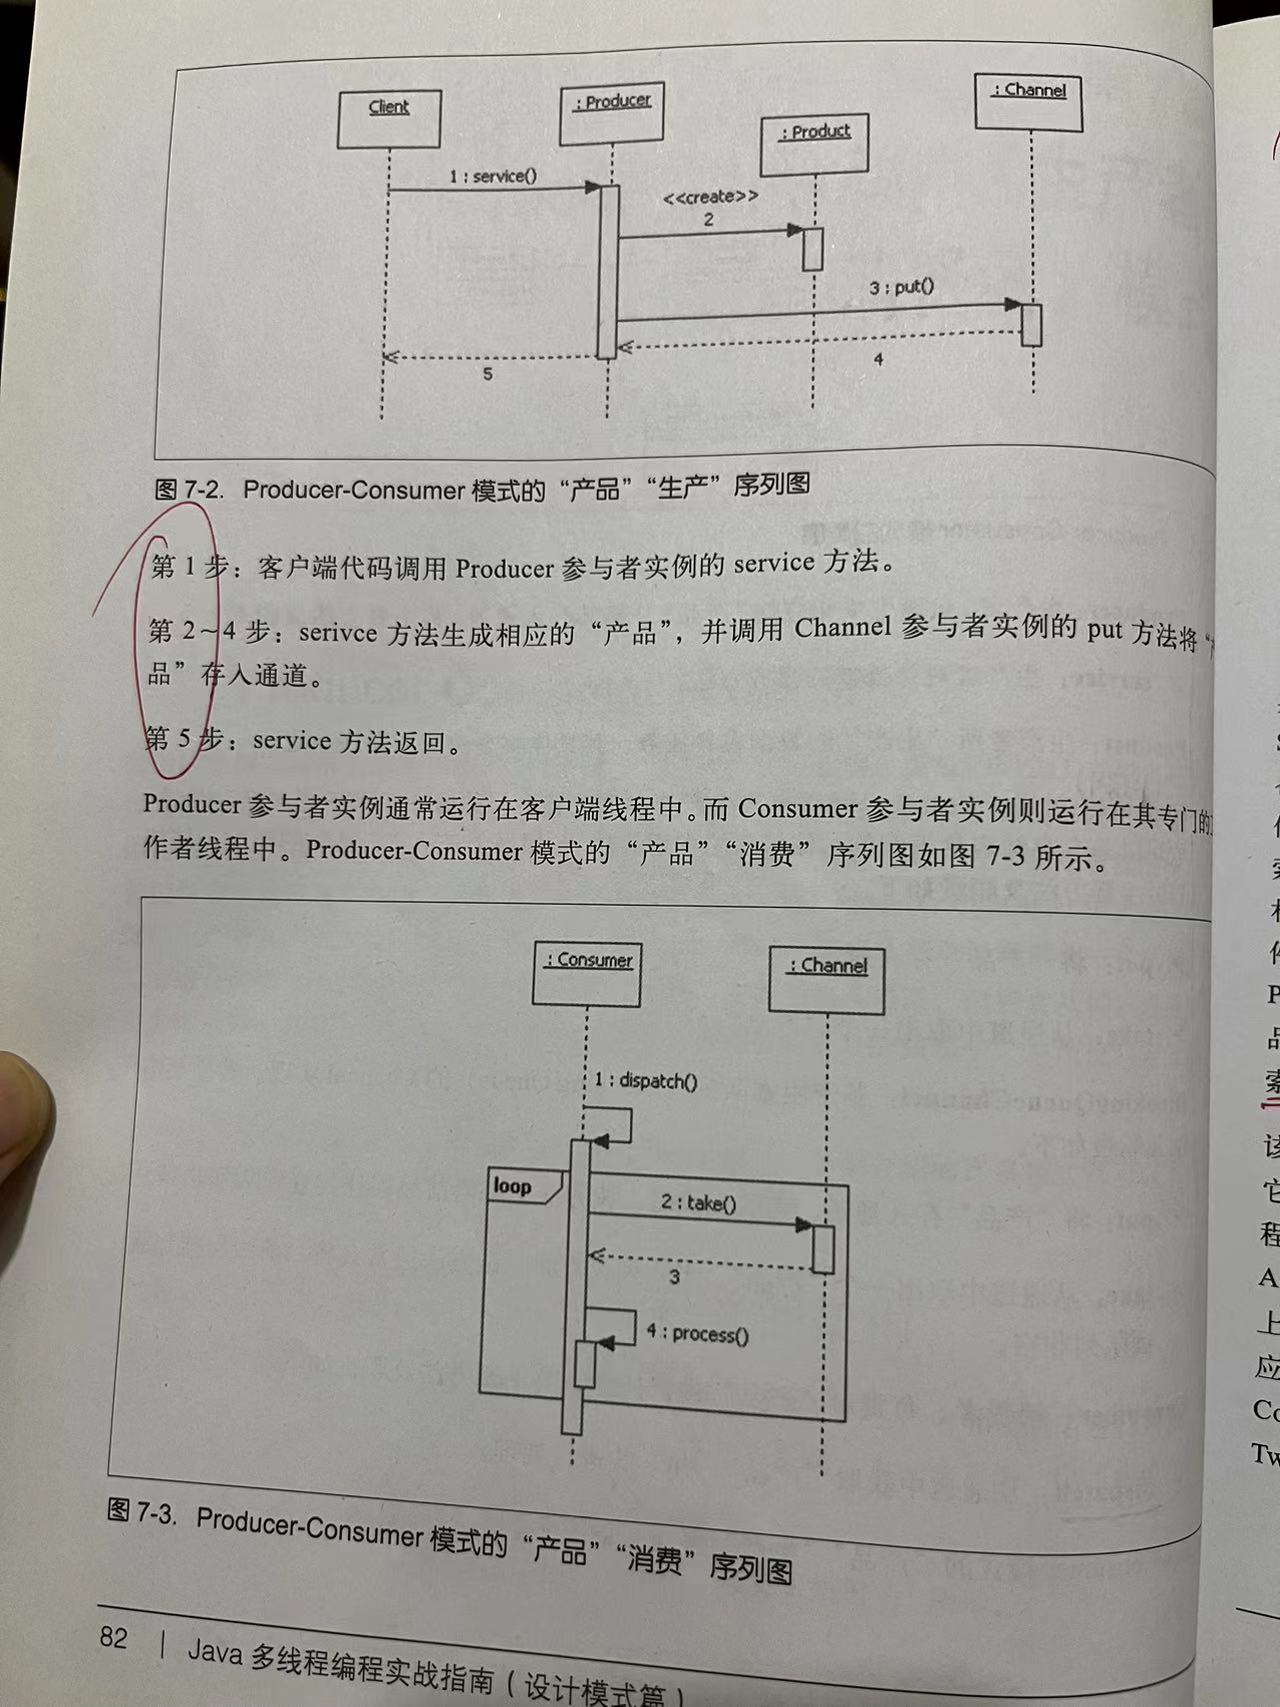 Client
: Producer
: Product
: Channel
1 : service()
<<create>>
2
3 : put()
4
5
图 7-2. Producer-Consumer 模式的“产品”“生产”序列图
第 1 步：客户端代码调用 Producer 参与者实例的 service 方法。
第 2~4 步：serivce 方法生成相应的“产品”，并调用 Channel 参与者实例的 put 方法将“
品”存入通道。
第 5 步：service 方法返回。
Producer 参与者实例通常运行在客户端线程中。而 Consumer 参与者实例则运行在其专门的
作者线程中。Producer-Consumer 模式的“产品”“消费”序列图如图 7-3 所示。
: Consumer
: Channel
1 : dispatch()
loop
2 : take()
3
4 : process()
图 7-3. Producer-Consumer 模式的“产品”“消费”序列图
82 | Java 多线程编程实战指南（设计模式篇）
索
该
它
程
上
应
Co
Tw